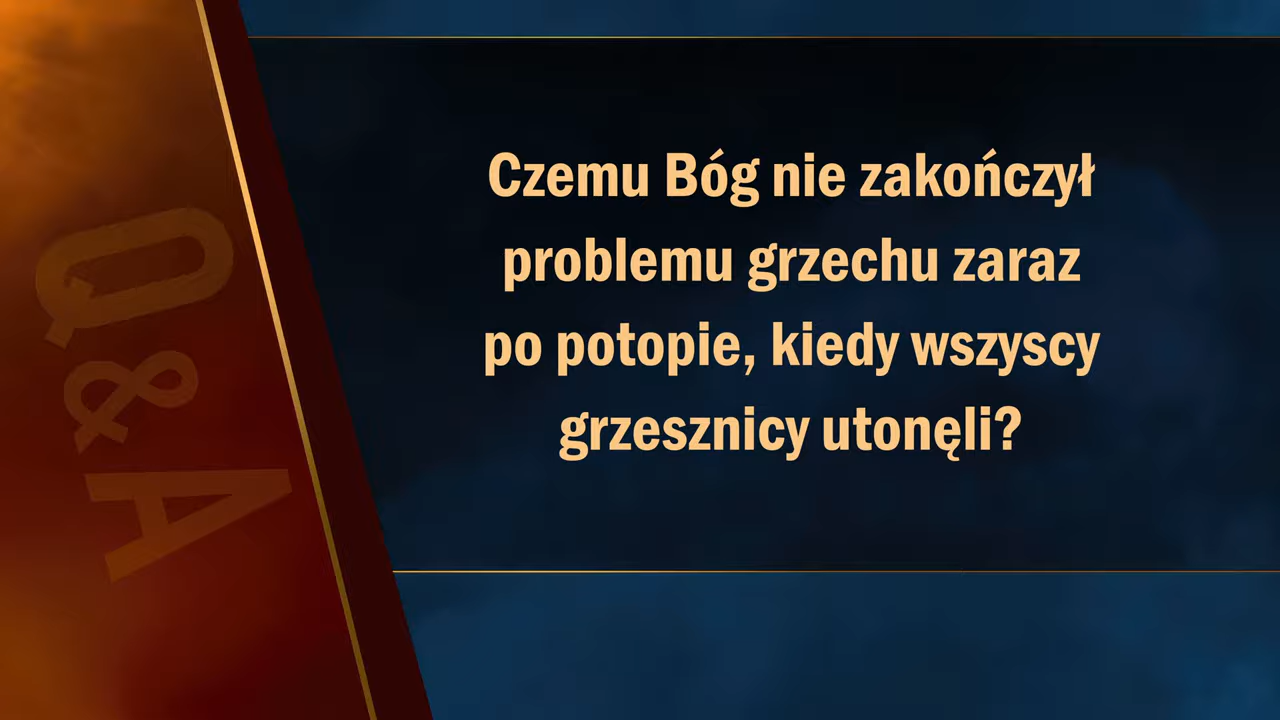 Czemu Bóg nie zakończył
problemu grzechu zaraz
po potopie, kiedy wszyscy
grzesznicy utonęli?
Q&A